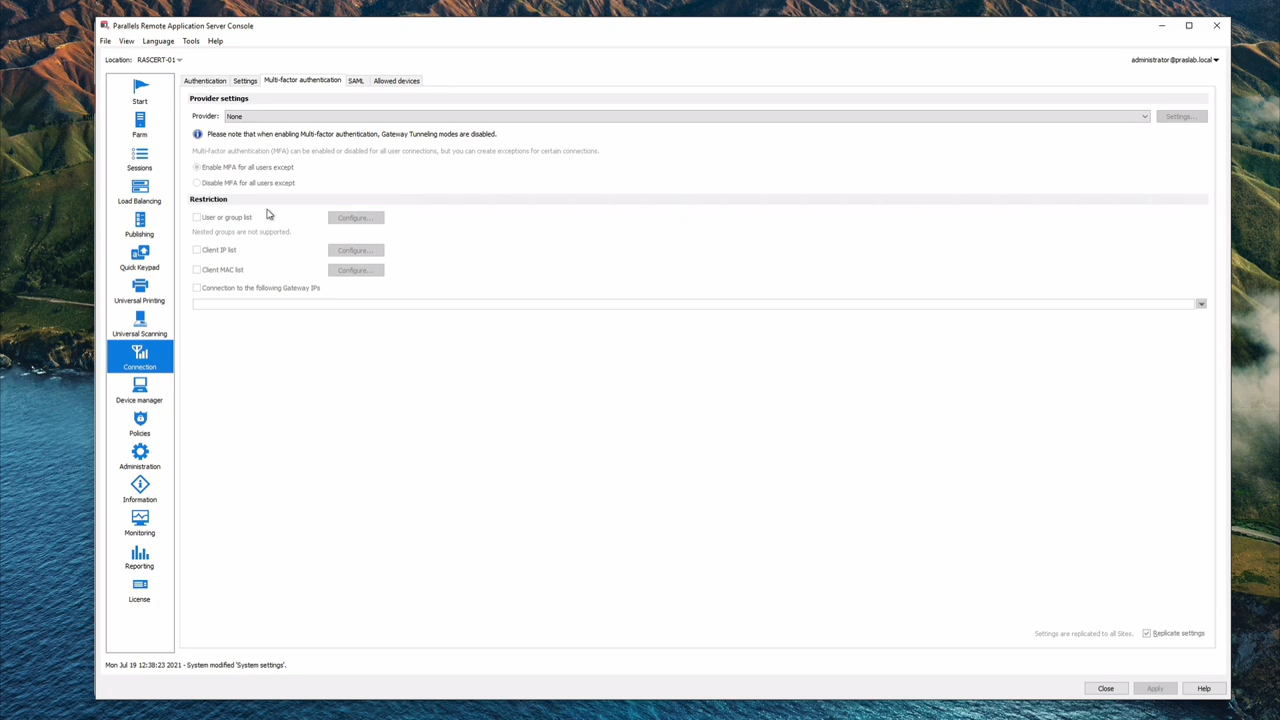 Parallels Remote Application Server Console
File View Language Tools Help
Location: RASCERT-01
administrator@praslab.local
Start
Farm
Sessions
Load Balancing
Publishing
Quick Keypad
Universal Printing
Universal Scanning
Connection
Device manager
Policies
Administration
Information
Monitoring
Reporting
License
Authentication Settings Multi-factor authentication SAML Allowed devices
Provider settings
Provider: None Settings...
Please note that when enabling Multi-factor authentication, Gateway Tunneling modes are disabled.
Multi-factor authentication (MFA) can be enabled or disabled for all user connections, but you can create exceptions for certain connections.
Enable MFA for all users except
Disable MFA for all users except
Restriction
User or group list Configure...
Nested groups are not supported.
Client IP list Configure...
Client MAC list Configure...
Connection to the following Gateway IPs
Settings are replicated to all Sites. Replicate settings
Mon Jul 19 12:38:23 2021 - System modified 'System settings'.
Close Apply Help